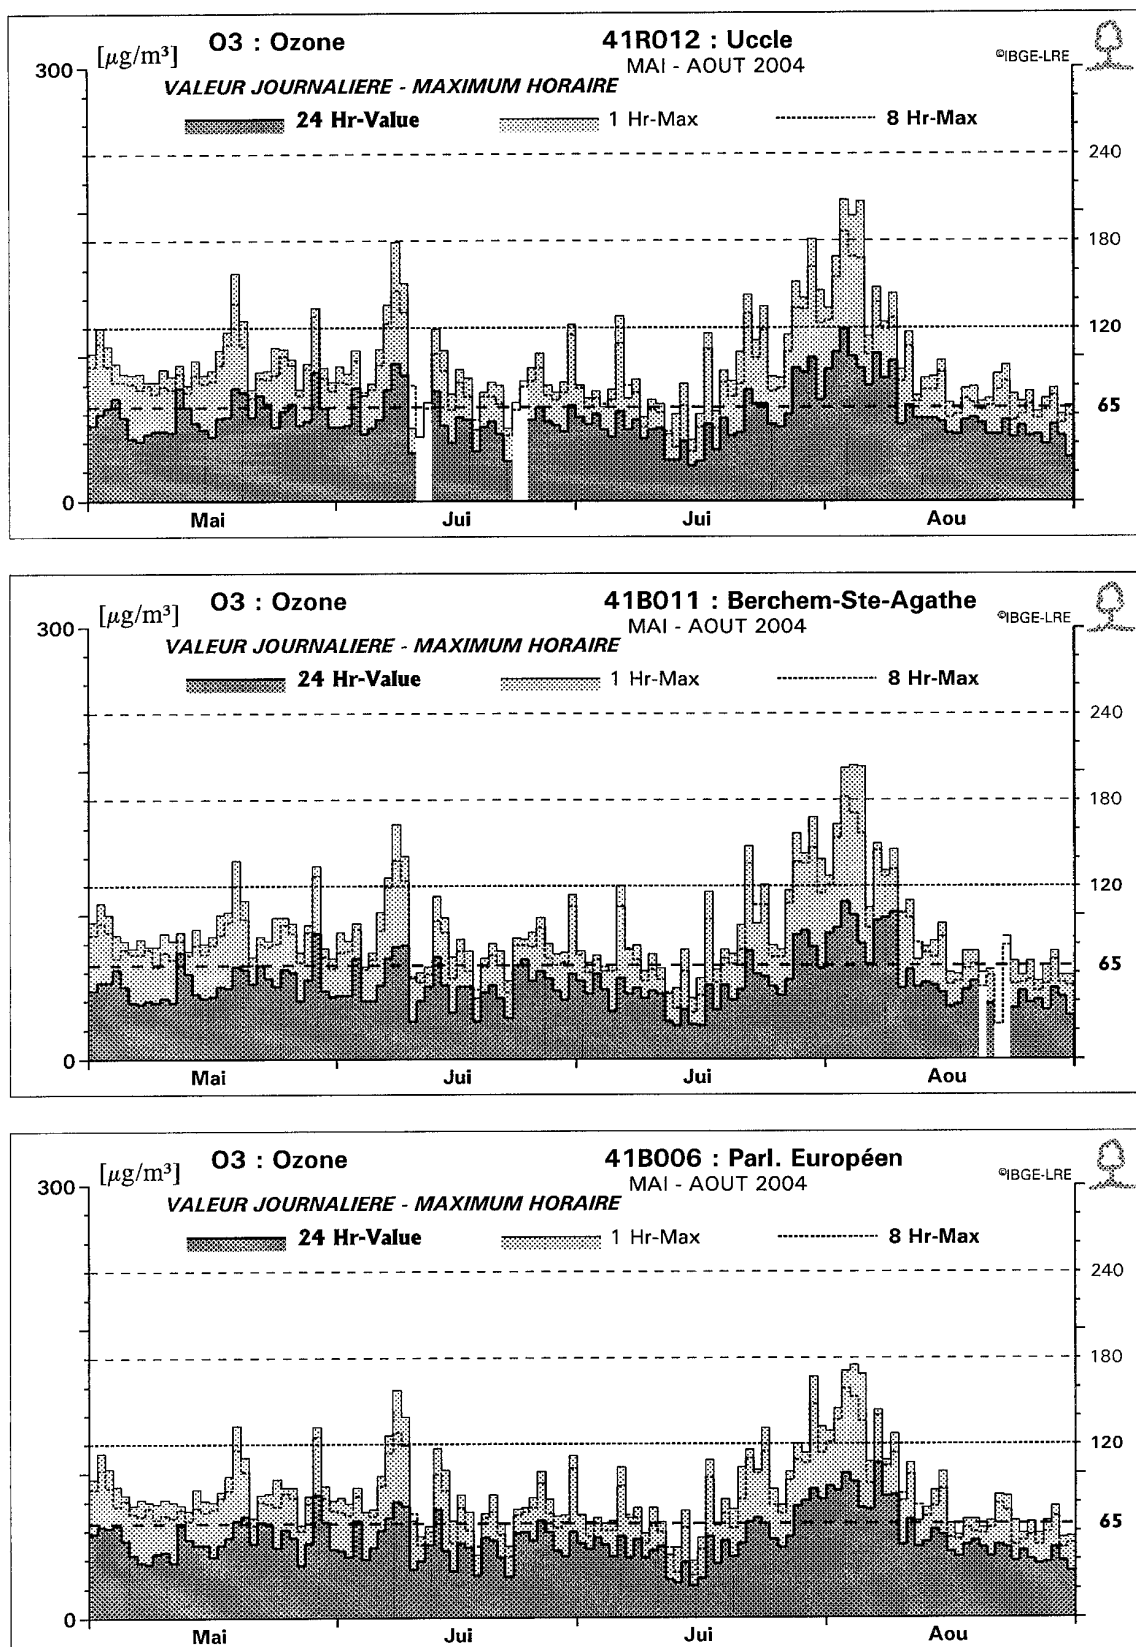 [μg/m³] O3 : Ozone 41R012 : Uccle ©IBGE-LRE
MAI - AOUT 2004
300
VALEUR JOURNALIERE - MAXIMUM HORAIRE
24 Hr-Value 1 Hr-Max 8 Hr-Max
240
180
120
65
0
Mai Jui Jui Aou
[μg/m³] O3 : Ozone 41B011 : Berchem-Ste-Agathe ©IBGE-LRE
MAI - AOUT 2004
300
VALEUR JOURNALIERE - MAXIMUM HORAIRE
24 Hr-Value 1 Hr-Max 8 Hr-Max
240
180
120
65
0
Mai Jui Jui Aou
[μg/m³] O3 : Ozone 41B006 : Parl. Européen ©IBGE-LRE
MAI - AOUT 2004
300
VALEUR JOURNALIERE - MAXIMUM HORAIRE
24 Hr-Value 1 Hr-Max 8 Hr-Max
240
180
120
65
0
Mai Jui Jui Aou